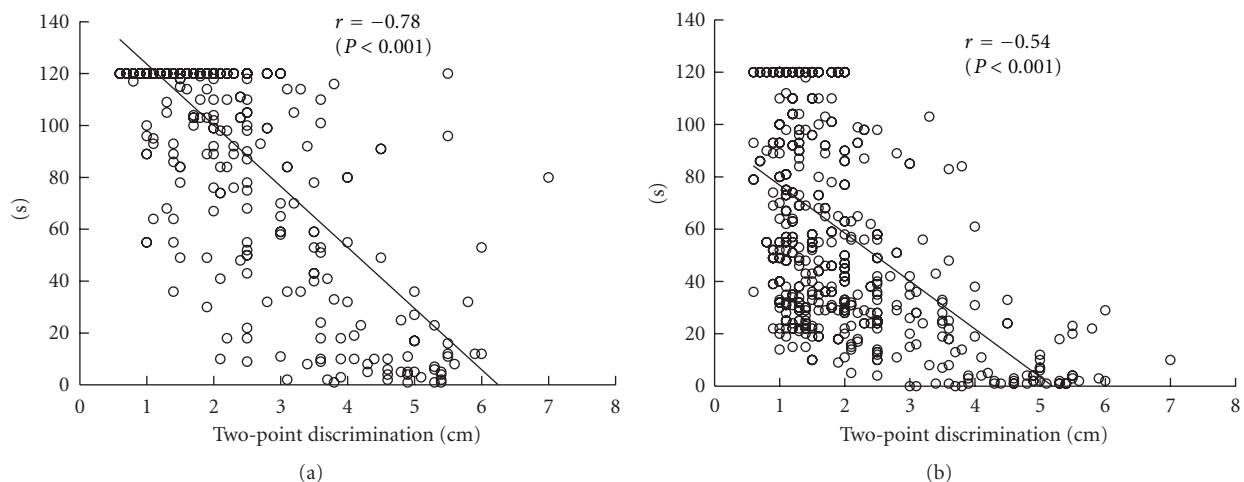 140
120
100
80
60
40
20
0
(s)
r = −0.78
(P < 0.001)
0 1 2 3 4 5 6 7 8
Two-point discrimination (cm)
(a)
140
120
100
80
60
40
20
0
(s)
r = −0.54
(P < 0.001)
0 1 2 3 4 5 6 7 8
Two-point discrimination (cm)
(b)